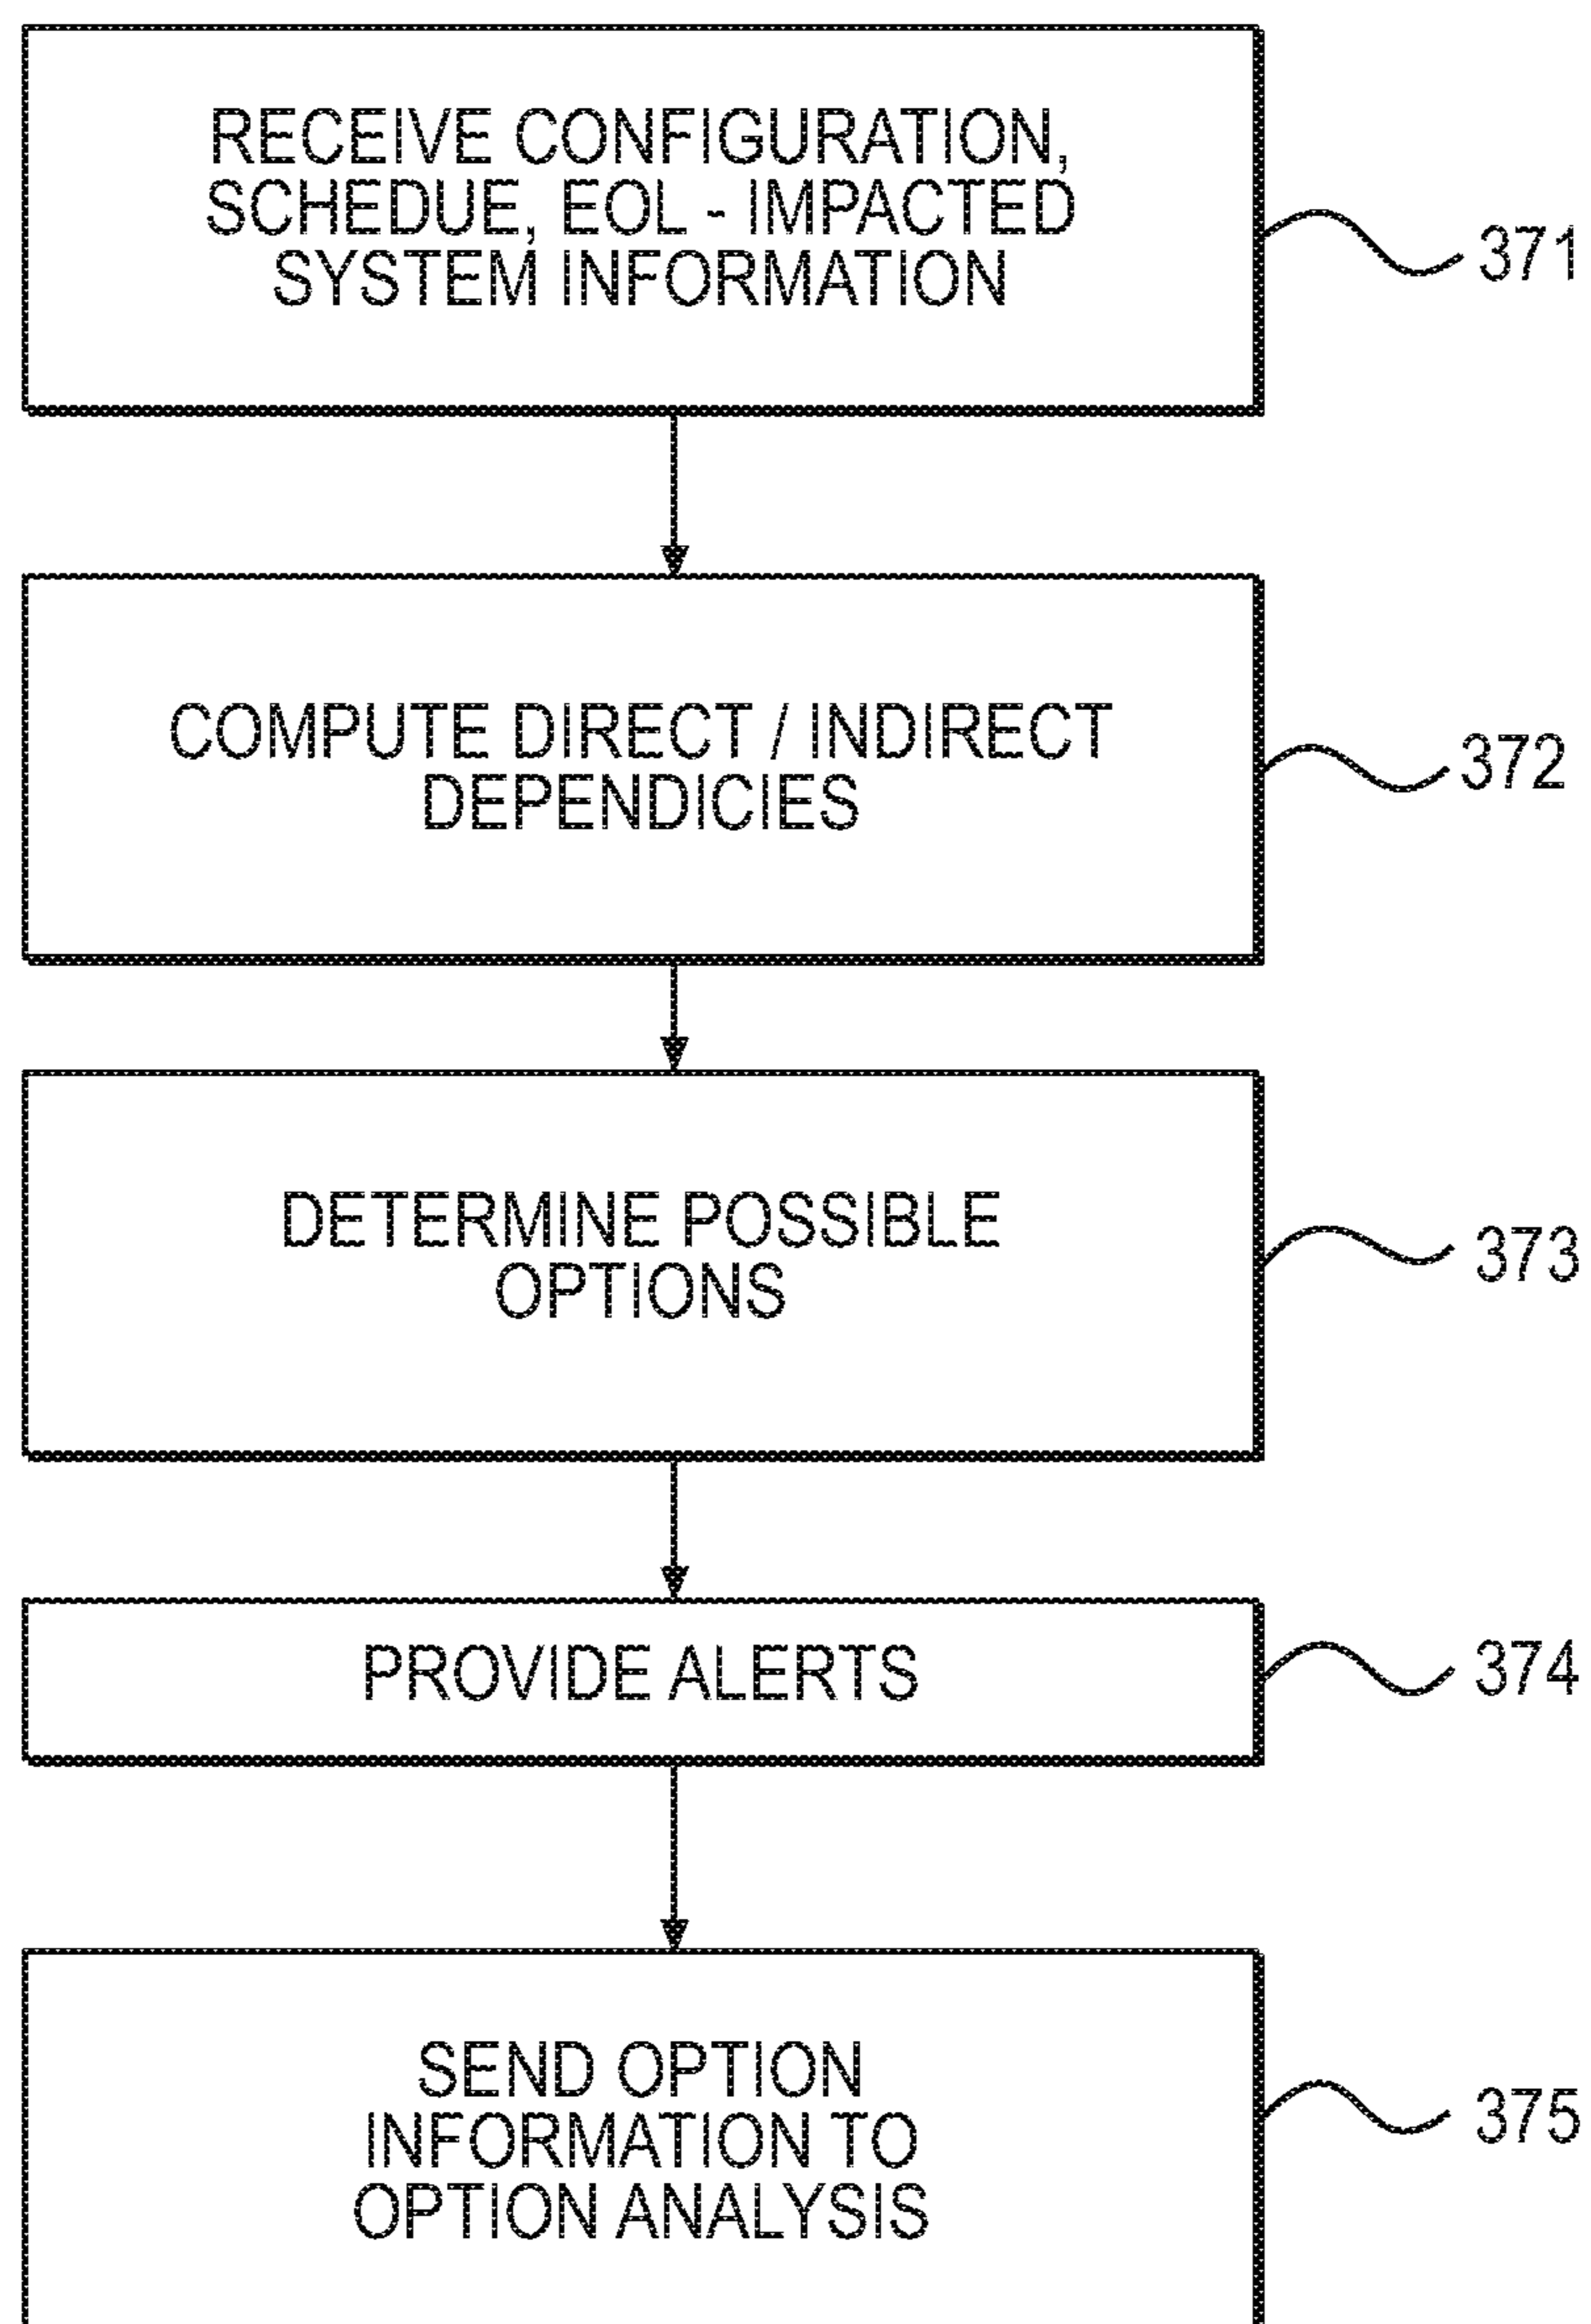 RECEIVE CONFIGURATION,
SCHEDUE, EOL - IMPACTED
SYSTEM INFORMATION
371
COMPUTE DIRECT / INDIRECT
DEPENDICIES
372
DETERMINE POSSIBLE
OPTIONS
373
PROVIDE ALERTS
374
SEND OPTION
INFORMATION TO
OPTION ANALYSIS
375